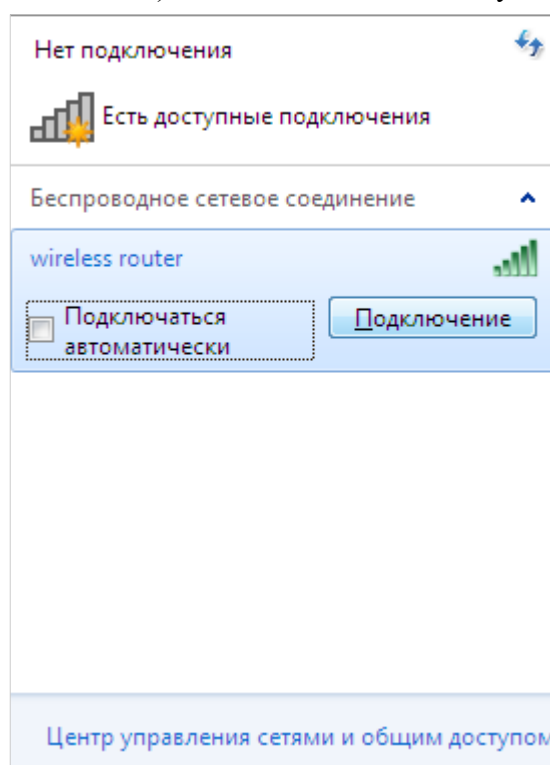 Нет подключения
Есть доступные подключения
Беспроводное сетевое соединение
wireless router
Подключаться
автоматически
Подключение
Центр управления сетями и общим доступом